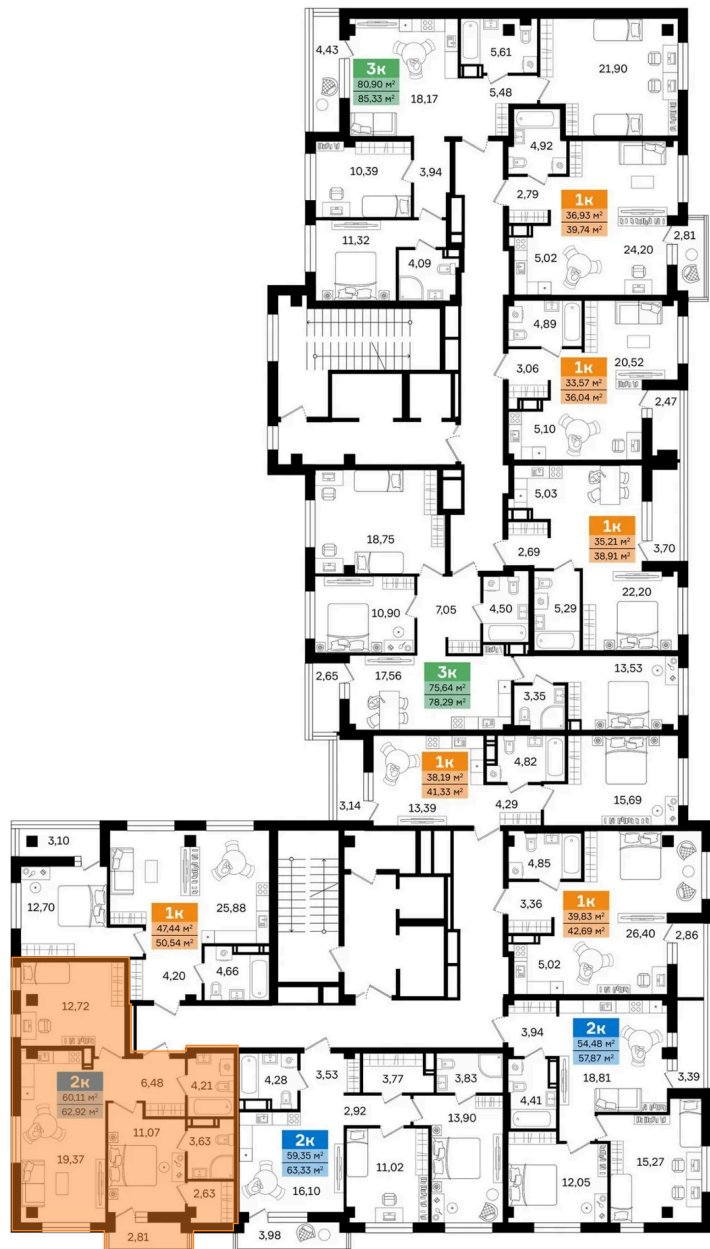 4,43
3к
80,90 м²
85,33 м²
18,17
5,61
5,48
21,90
10,39
3,94
4,92
2,79
1к
36,93 м²
39,74 м²
2,81
11,32
4,09
5,02
24,20
4,89
20,52
3,06
1к
33,57 м²
36,04 м²
2,47
5,10
5,03
18,75
1к
35,21 м²
38,91 м²
2,69
3,70
10,90
7,05
4,50
5,29
22,20
2,65
17,56
3к
75,64 м²
78,29 м²
3,35
13,53
1к
38,19 м²
41,33 м²
4,82
3,14
13,39
4,29
15,69
3,10
4,85
12,70
25,88
1к
47,44 м²
50,54 м²
3,36
1к
39,83 м²
42,69 м²
26,40
2,86
4,20
4,66
5,02
12,72
3,94
2к
54,48 м²
57,87 м²
2к
60,11 м²
62,92 м²
6,48
4,21
4,28
3,53
3,77
3,83
18,81
3,39
4,41
2,92
13,90
11,07
3,63
2к
59,35 м²
63,33 м²
11,02
19,37
2,63
16,10
12,05
15,27
2,81
3,98